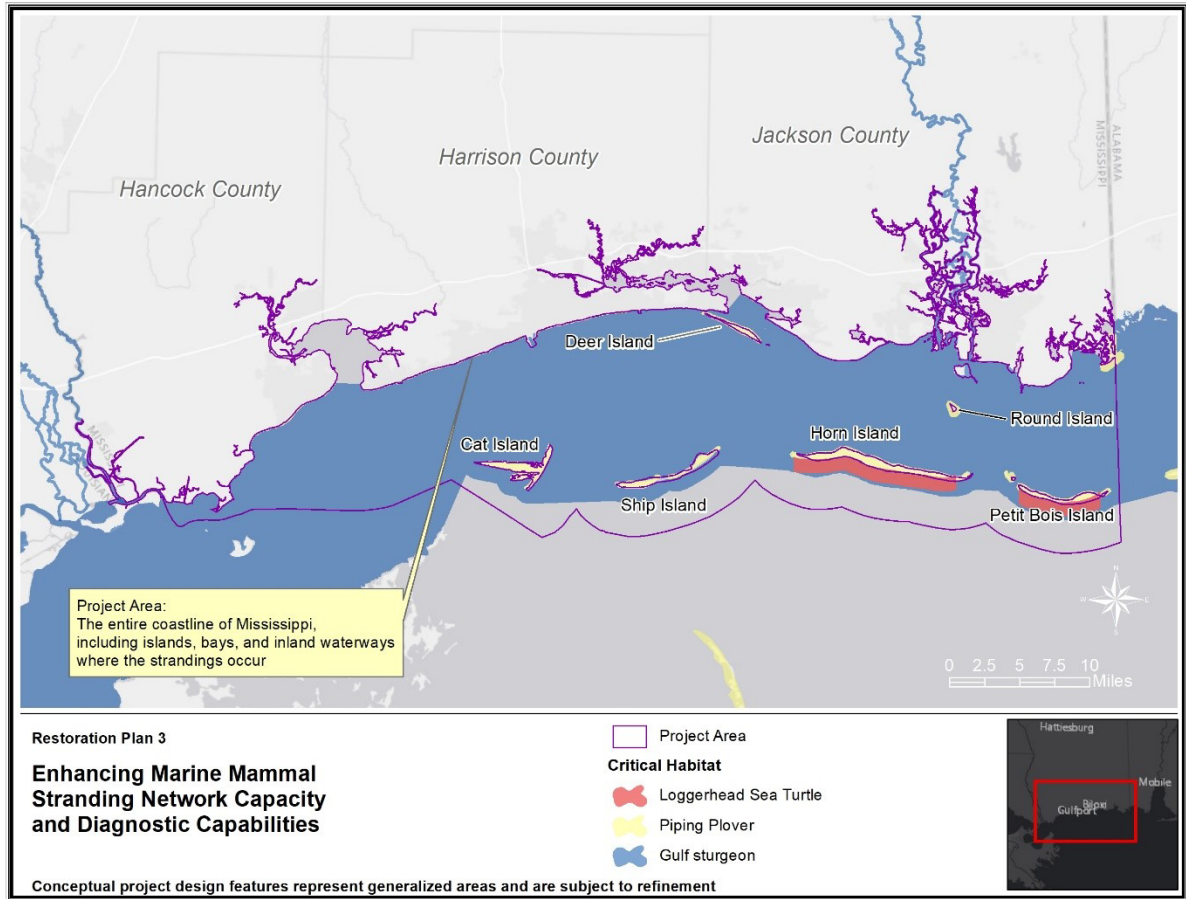 Hancock County
Harrison County
Jackson County
MISSISSIPPI
ALABAMA
Deer Island
Round Island
Cat Island
Horn Island
Ship Island
Petit Bois Island
MISSISSIPPI
Project Area:
The entire coastline of Mississippi,
including islands, bays, and inland waterways
where the strandings occur
N
W
E
S
0 2.5 5 7.5 10
Miles
Restoration Plan 3
Enhancing Marine Mammal
Stranding Network Capacity
and Diagnostic Capabilities
Conceptual project design features represent generalized areas and are subject to refinement
Project Area
Critical Habitat
Loggerhead Sea Turtle
Piping Plover
Gulf sturgeon
Hattiesburg
Mobile
Biloxi
Gulfport